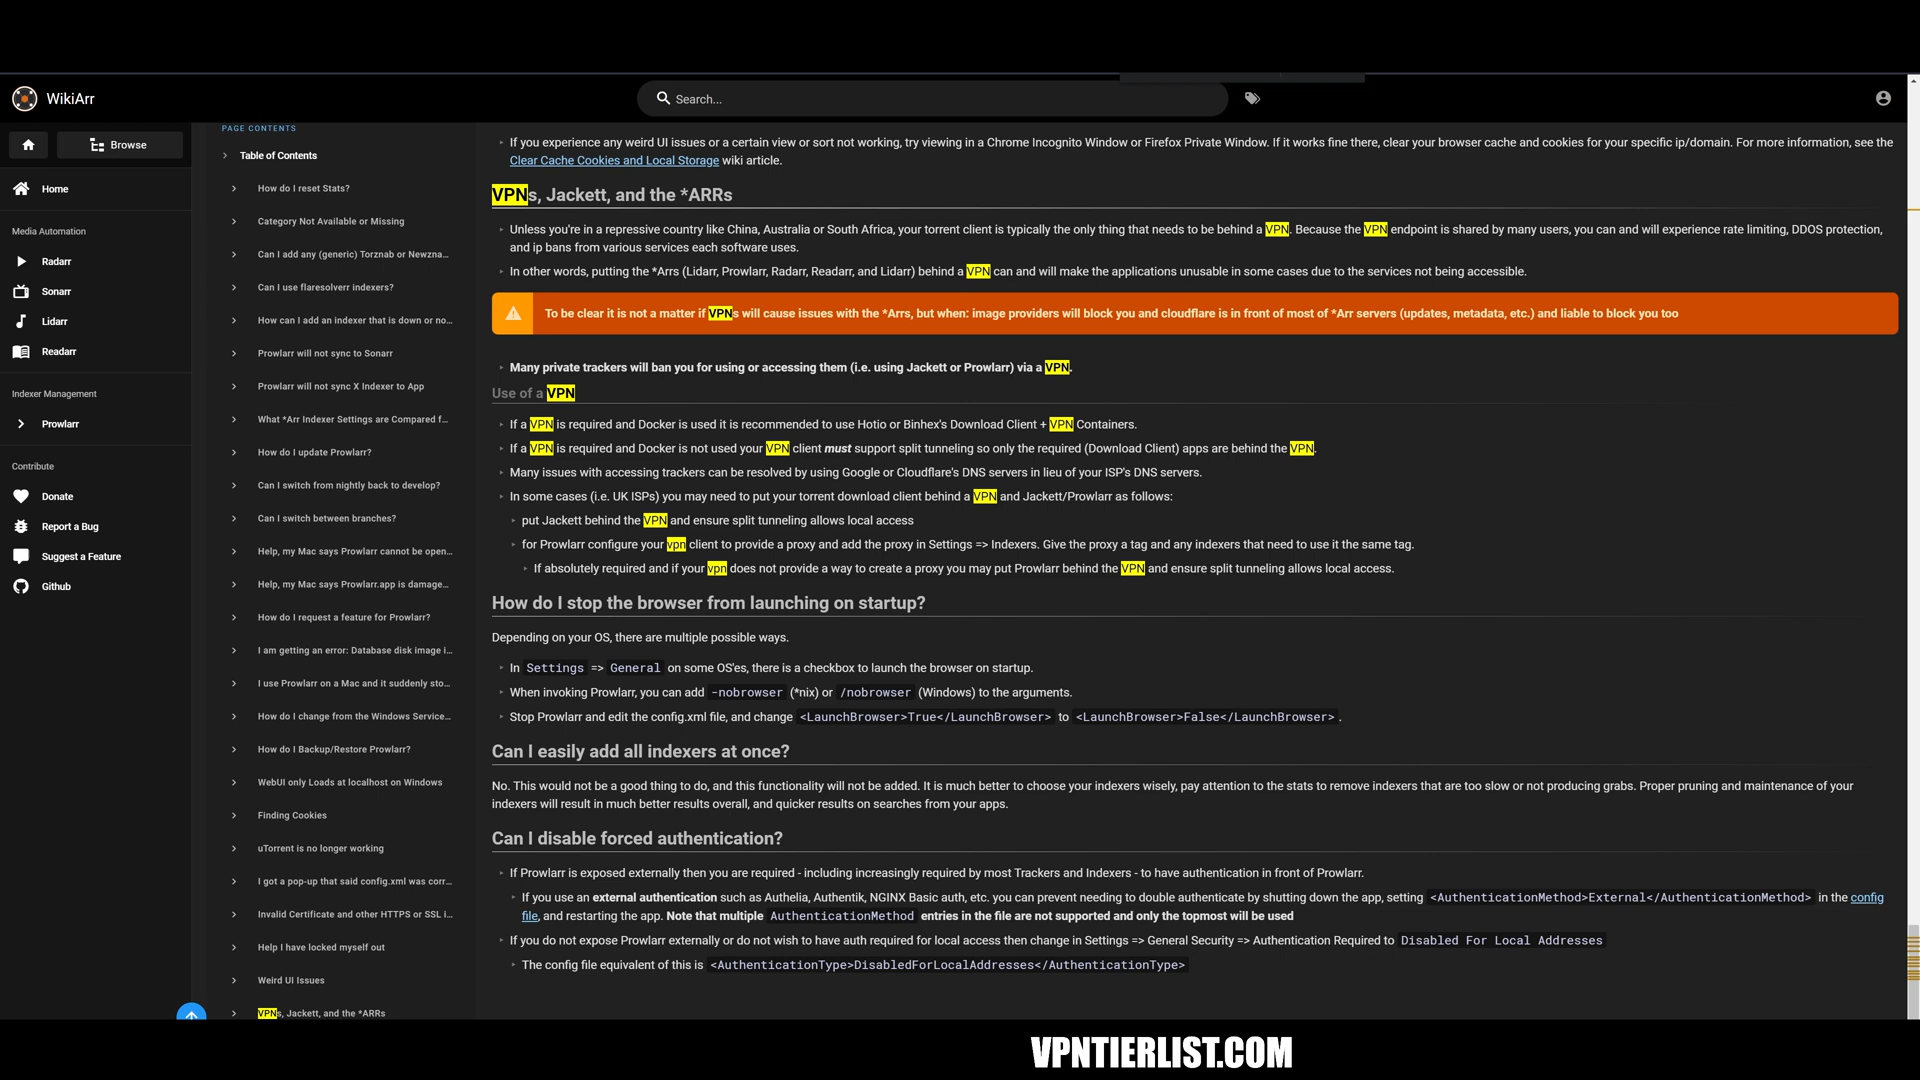 WikiArr
Search...
Browse
Home
Media Automation
Radarr
Sonarr
Lidarr
Readarr
Indexer Management
Prowlarr
Contribute
Donate
Report a Bug
Suggest a Feature
Github
PAGE CONTENTS
Table of Contents
How do I reset Stats?
Category Not Available or Missing
Can I add any (generic) Torznab or Newzna...
Can I use flaresolverr indexers?
How can I add an indexer that is down or no...
Prowlarr will not sync to Sonarr
Prowlarr will not sync X Indexer to App
What *Arr Indexer Settings are Compared f...
How do I update Prowlarr?
Can I switch from nightly back to develop?
Can I switch between branches?
Help, my Mac says Prowlarr cannot be open...
Help, my Mac says Prowlarr.app is damage...
How do I request a feature for Prowlarr?
I am getting an error: Database disk image i...
I use Prowlarr on a Mac and it suddenly sto...
How do I change from the Windows Service...
How do I Backup/Restore Prowlarr?
WebUI only Loads at localhost on Windows
Finding Cookies
uTorrent is no longer working
I got a pop-up that said config.xml was corr...
Invalid Certificate and other HTTPS or SSL i...
Help I have locked myself out
Weird UI Issues
VPNs, Jackett, and the *ARRs
If you experience any weird UI issues or a certain view or sort not working, try viewing in a Chrome Incognito Window or Firefox Private Window. If it works fine there, clear your browser cache and cookies for your specific ip/domain. For more information, see the
Clear Cache Cookies and Local Storage wiki article.
VPNs, Jackett, and the *ARRs
Unless you're in a repressive country like China, Australia or South Africa, your torrent client is typically the only thing that needs to be behind a VPN. Because the VPN endpoint is shared by many users, you can and will experience rate limiting, DDOS protection,
and ip bans from various services each software uses.
In other words, putting the *Arrs (Lidarr, Prowlarr, Radarr, Readarr, and Lidarr) behind a VPN can and will make the applications unusable in some cases due to the services not being accessible.
To be clear it is not a matter if VPNs will cause issues with the *Arrs, but when: image providers will block you and cloudflare is in front of most of *Arr servers (updates, metadata, etc.) and liable to block you too
Many private trackers will ban you for using or accessing them (i.e. using Jackett or Prowlarr) via a VPN.
Use of a VPN
If a VPN is required and Docker is used it is recommended to use Hotio or Binhex's Download Client + VPN Containers.
If a VPN is required and Docker is not used your VPN client must support split tunneling so only the required (Download Client) apps are behind the VPN.
Many issues with accessing trackers can be resolved by using Google or Cloudflare's DNS servers in lieu of your ISP's DNS servers.
In some cases (i.e. UK ISPs) you may need to put your torrent download client behind a VPN and Jackett/Prowlarr as follows:
put Jackett behind the VPN and ensure split tunneling allows local access
for Prowlarr configure your vpn client to provide a proxy and add the proxy in Settings => Indexers. Give the proxy a tag and any indexers that need to use it the same tag.
If absolutely required and if your vpn does not provide a way to create a proxy you may put Prowlarr behind the VPN and ensure split tunneling allows local access.
How do I stop the browser from launching on startup?
Depending on your OS, there are multiple possible ways.
In Settings => General on some OS'es, there is a checkbox to launch the browser on startup.
When invoking Prowlarr, you can add -nobrowser (*nix) or /nobrowser (Windows) to the arguments.
Stop Prowlarr and edit the config.xml file, and change <LaunchBrowser>True</LaunchBrowser> to <LaunchBrowser>False</LaunchBrowser>.
Can I easily add all indexers at once?
No. This would not be a good thing to do, and this functionality will not be added. It is much better to choose your indexers wisely, pay attention to the stats to remove indexers that are too slow or not producing grabs. Proper pruning and maintenance of your
indexers will result in much better results overall, and quicker results on searches from your apps.
Can I disable forced authentication?
If Prowlarr is exposed externally then you are required - including increasingly required by most Trackers and Indexers - to have authentication in front of Prowlarr.
If you use an external authentication such as Authelia, Authentik, NGINX Basic auth, etc. you can prevent needing to double authenticate by shutting down the app, setting <AuthenticationMethod>External</AuthenticationMethod> in the config
file, and restarting the app. Note that multiple AuthenticationMethod entries in the file are not supported and only the topmost will be used
If you do not expose Prowlarr externally or do not wish to have auth required for local access then change in Settings => General Security => Authentication Required to Disabled For Local Addresses
The config file equivalent of this is <AuthenticationType>DisabledForLocalAddresses</AuthenticationType>
VPNTIERLIST.COM